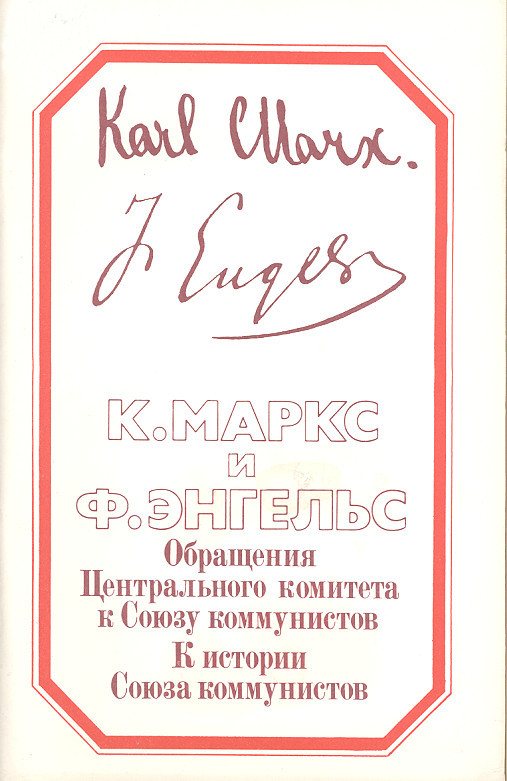 Karl Marx.
F Engels
К. МАРКС
и
Ф. ЭНГЕЛЬС
Обращения
Центрального комитета
к Союзу коммунистов
К истории
Союза коммунистов